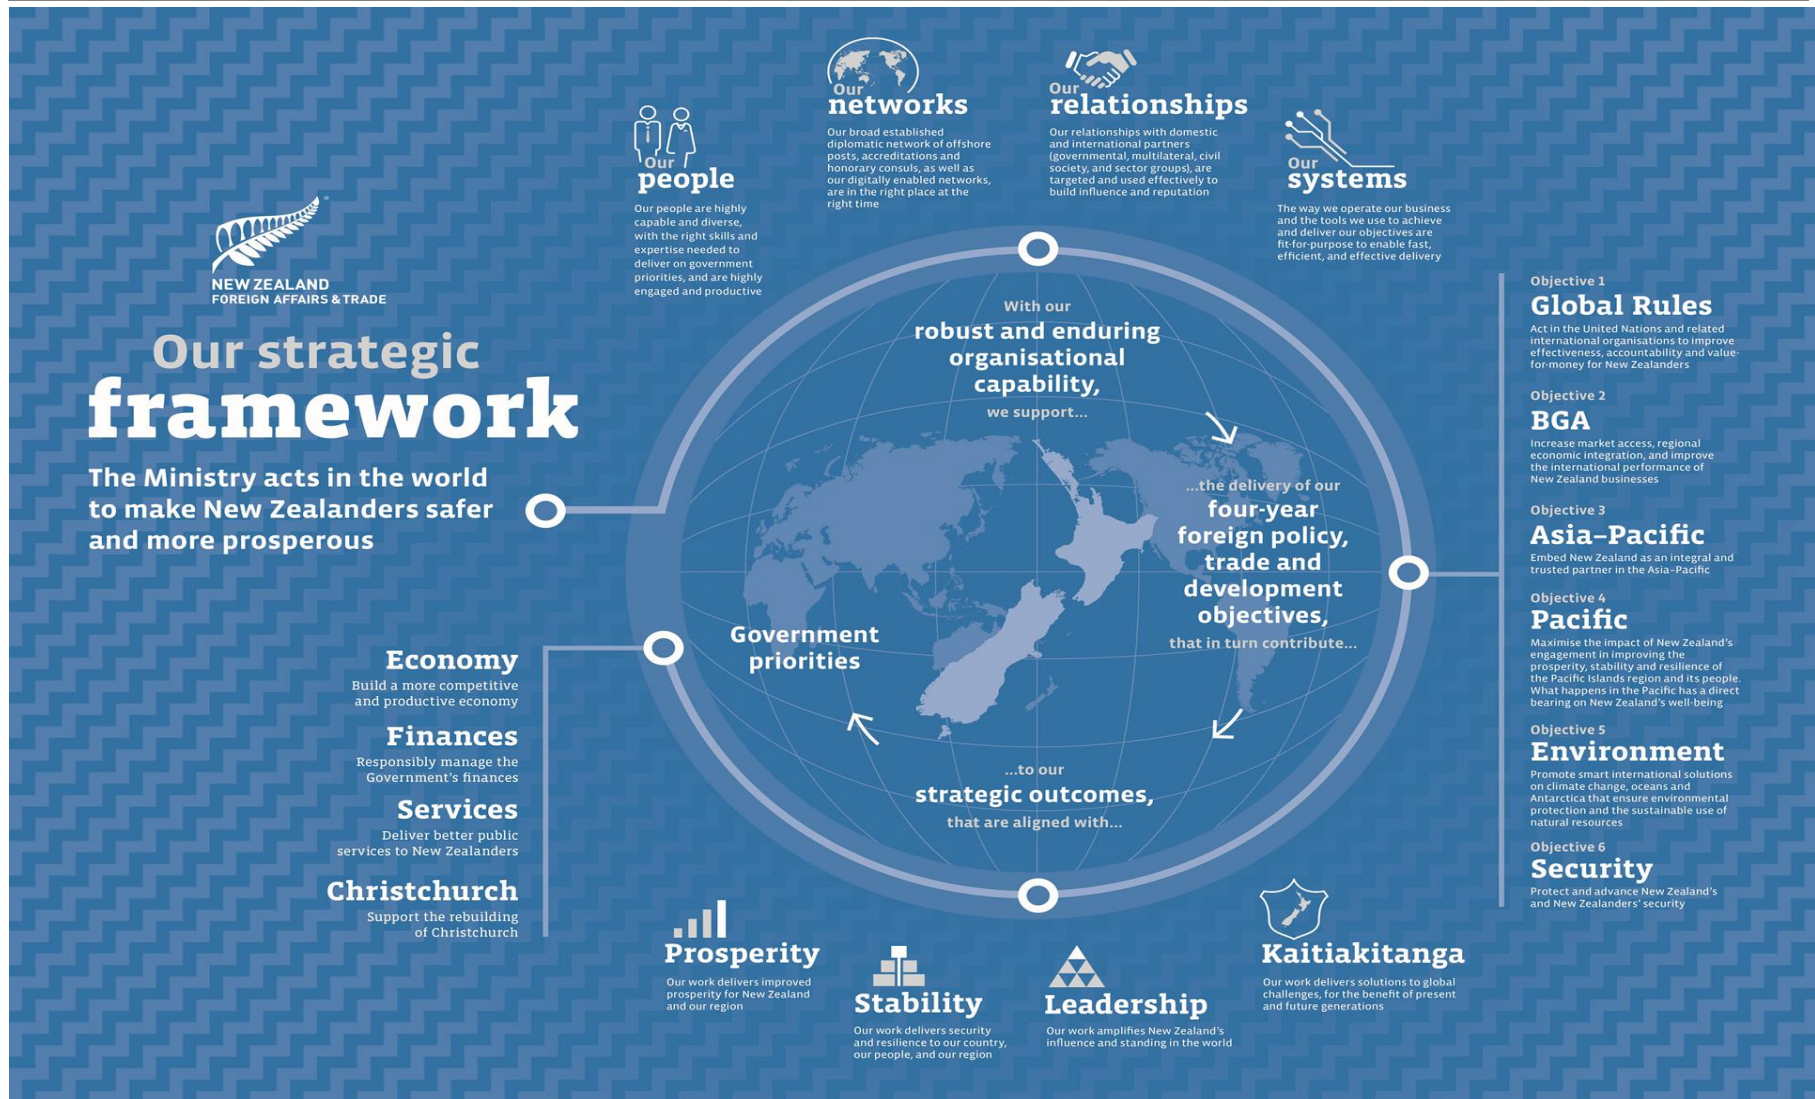 NEW ZEALAND
FOREIGN AFFAIRS & TRADE
Our strategic
framework
The Ministry acts in the world
to make New Zealanders safer
and more prosperous
Our
people
Our people are highly
capable and diverse,
with the right skills and
expertise needed to
deliver on government
priorities, and are highly
engaged and productive
Our
networks
Our broad established
diplomatic network of offshore
posts, accreditations and
honorary consuls, as well as
our digitally enabled networks,
are in the right place at the
right time
Our
relationships
Our relationships with domestic
and international partners
(governmental, multilateral, civil
society, and sector groups), are
targeted and used effectively to
build influence and reputation
Our
systems
The way we operate our business
and the tools we use to achieve
and deliver our objectives are
fit-for-purpose to enable fast,
efficient, and effective delivery
With our
robust and enduring
organisational
capability,
we support...
...the delivery of our
four-year
foreign policy,
trade and
development
objectives,
that in turn contribute...
...to our
strategic outcomes,
that are aligned with...
Government
priorities
Objective 1
Global Rules
Act in the United Nations and related
international organisations to improve
effectiveness, accountability and value-
for-money for New Zealanders
Objective 2
BGA
Increase market access, regional
economic integration, and improve
the international performance of
New Zealand businesses
Objective 3
Asia–Pacific
Embed New Zealand as an integral and
trusted partner in the Asia–Pacific
Objective 4
Pacific
Maximise the impact of New Zealand's
engagement in improving the
prosperity, stability and resilience of
the Pacific Islands region and its people.
What happens in the Pacific has a direct
bearing on New Zealand's well-being
Objective 5
Environment
Promote smart international solutions
on climate change, oceans and
Antarctica that ensure environmental
protection and the sustainable use of
natural resources
Objective 6
Security
Protect and advance New Zealand's
and New Zealanders' security
Economy
Build a more competitive
and productive economy
Finances
Responsibly manage the
Government's finances
Services
Deliver better public
services to New Zealanders
Christchurch
Support the rebuilding
of Christchurch
Prosperity
Our work delivers improved
prosperity for New Zealand
and our region
Stability
Our work delivers security
and resilience to our country,
our people, and our region
Leadership
Our work amplifies New Zealand's
influence and standing in the world
Kaitiakitanga
Our work delivers solutions to global
challenges, for the benefit of present
and future generations